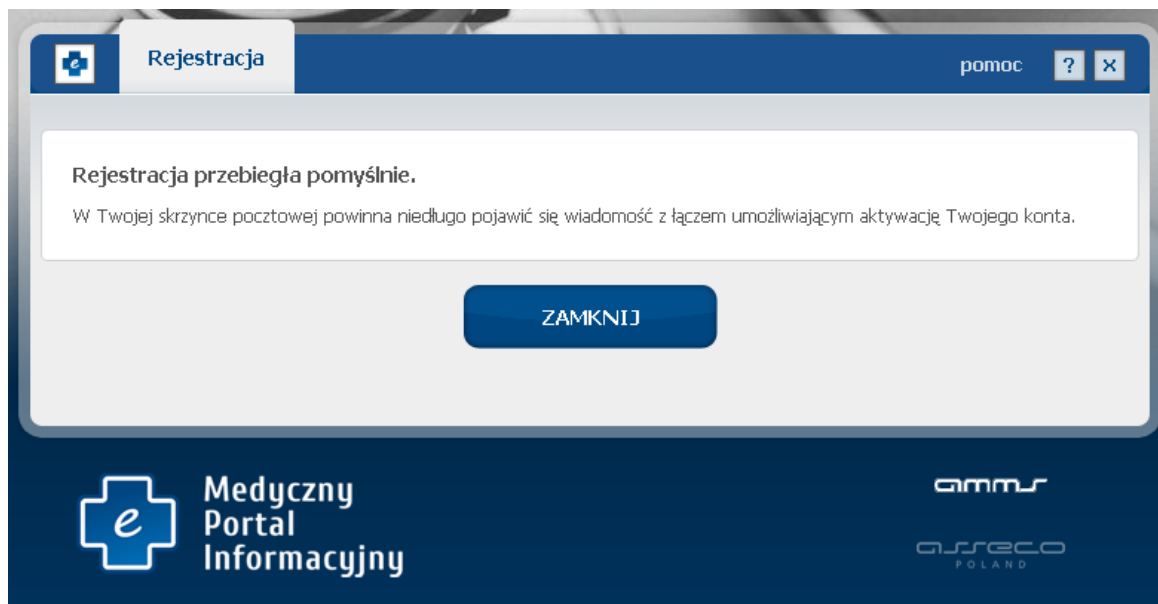 e Rejestracja pomoc ? x
Rejestracja przebiegła pomyślnie.
W Twojej skrzynce pocztowej powinna niedługo pojawić się wiadomość z łączem umożliwiającym aktywację Twojego konta.
ZAMKNIJ
e
Medyczny
Portal
Informacyjny
amms
asseco
POLAND